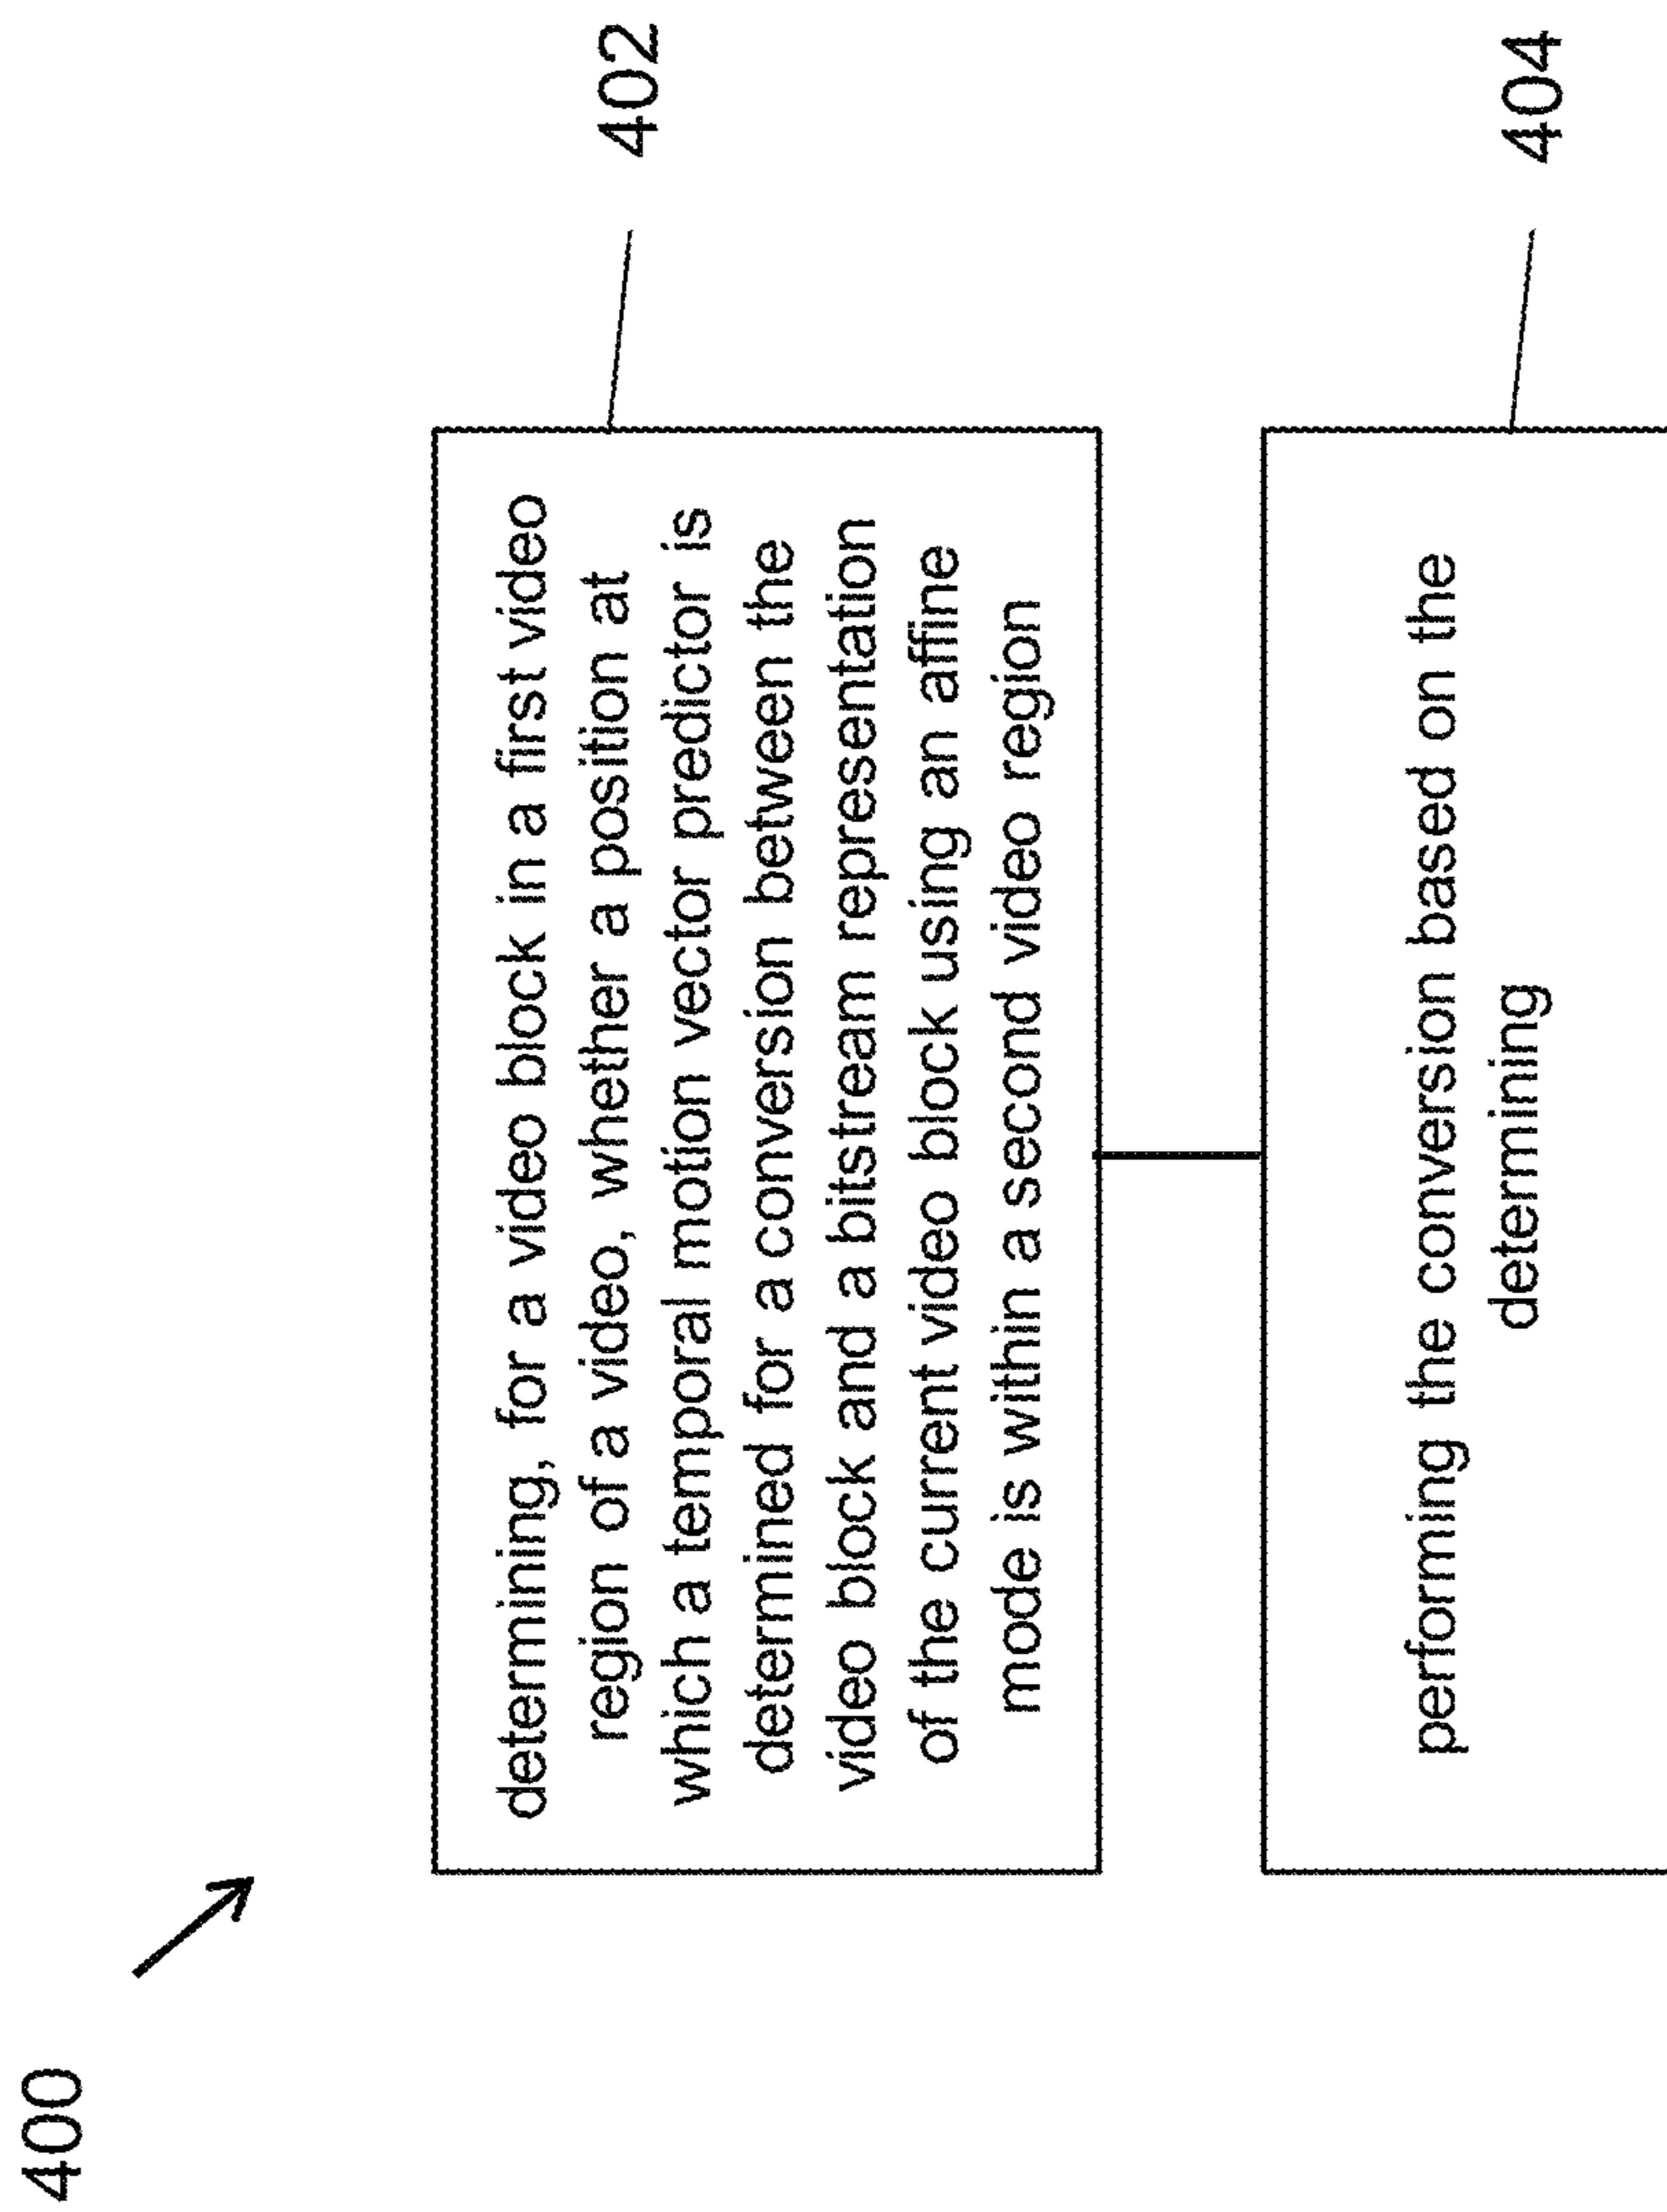 400
determining, for a video block in a first video
region of a video, whether a position at
which a temporal motion vector predictor is
determined for a conversion between the
video block and a bitstream representation
of the current video block using an affine
mode is within a second video region
402
performing the conversion based on the
determining
404